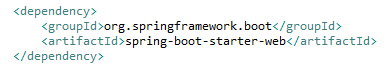 <dependency>
    <groupId>org.springframework.boot</groupId>
    <artifactId>spring-boot-starter-web</artifactId>
</dependency>